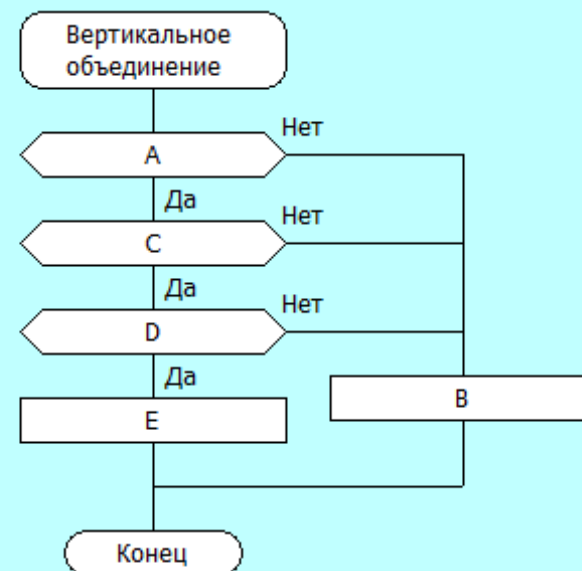 Вертикальное
объединение
Нет
A
Да
Нет
C
Да
Нет
D
Да
E
B
Конец